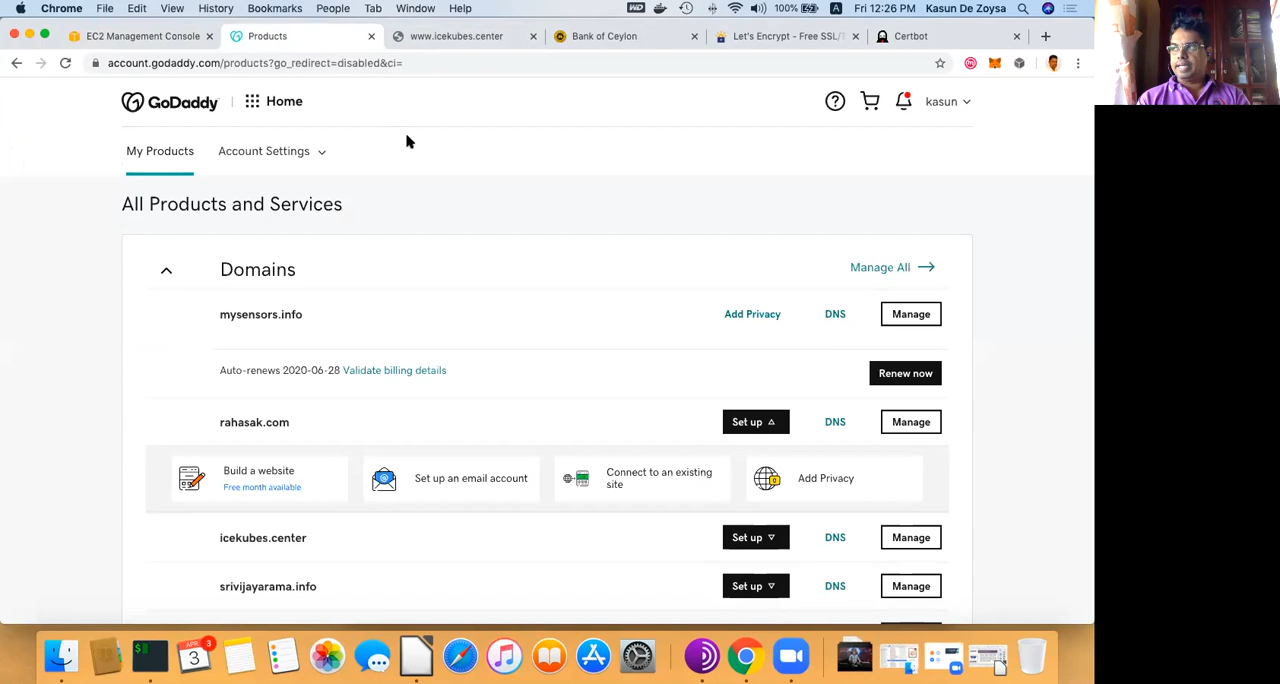 Chrome File Edit View History Bookmarks People Tab Window Help 100% A Fri 12:26 PM Kasun De Zoysa
EC2 Management Console Products www.icekubes.center Bank of Ceylon Let's Encrypt - Free SSL/T Certbot
account.godaddy.com/products?go_redirect=disabled&ci=
GoDaddy Home kasun
My Products Account Settings
All Products and Services
Domains Manage All
mysensors.info Add Privacy DNS Manage
Auto-renews 2020-06-28 Validate billing details Renew now
rahasak.com Set up DNS Manage
Build a website
Free month available
Set up an email account
Connect to an existing
site
Add Privacy
icekubes.center Set up DNS Manage
srivijayarama.info Set up DNS Manage
APR 3
3